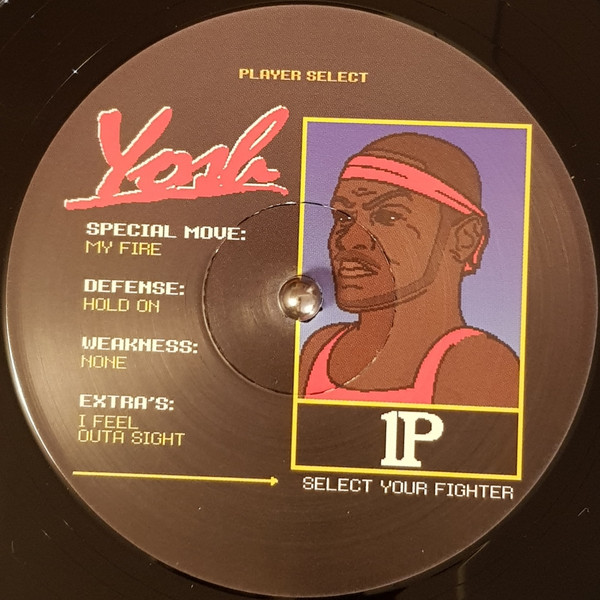 PLAYER SELECT
Yosh
SPECIAL MOVE:
MY FIRE
DEFENSE:
HOLD ON
WEAKNESS:
NONE
EXTRA'S:
I FEEL
OUTA SIGHT
1P
SELECT YOUR FIGHTER